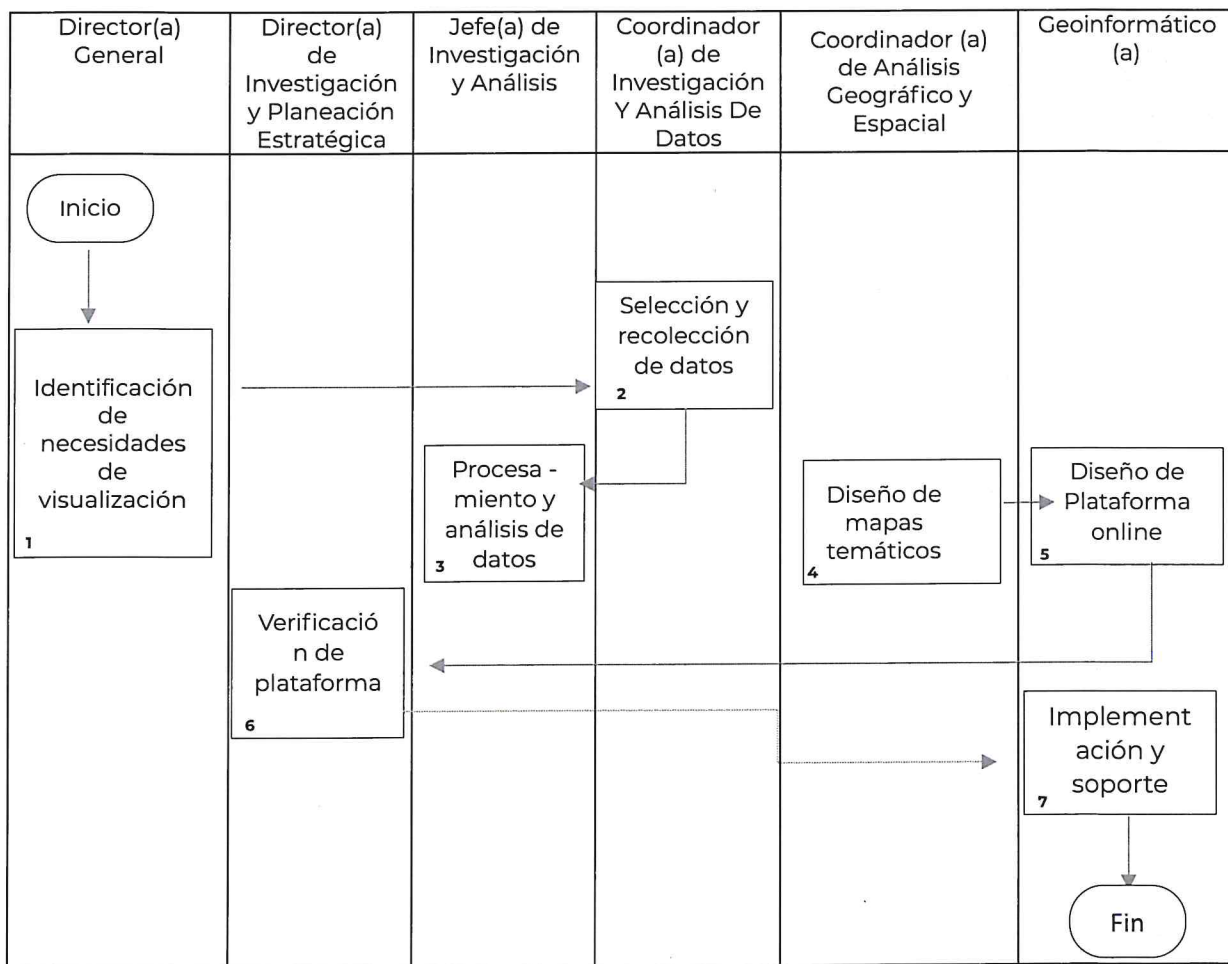 Director(a)
General
Director(a)
de
Investigación
y Planeación
Estratégica
Jefe(a) de
Investigación
y Análisis
Coordinador
(a) de
Investigación
Y Análisis De
Datos
Coordinador (a)
de Análisis
Geográfico y
Espacial
Geoinformático
(a)
Inicio
Identificación
de
necesidades
de
visualización
1
Selección y
recolección
de datos
2
Procesa -
miento y
análisis de
datos
3
Diseño de
mapas
temáticos
4
Diseño de
Plataforma
online
5
Verificació
n de
plataforma
6
Implement
ación y
soporte
7
Fin